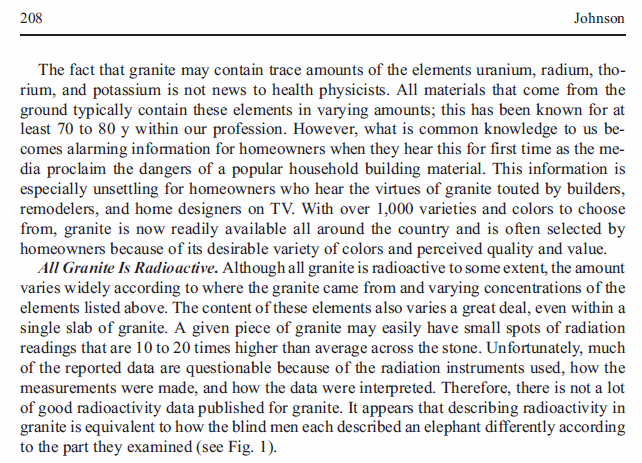 208 Johnson
The fact that granite may contain trace amounts of the elements uranium, radium, tho-
rium, and potassium is not news to health physicists. All materials that come from the
ground typically contain these elements in varying amounts; this has been known for at
least 70 to 80 y within our profession. However, what is common knowledge to us be-
comes alarming information for homeowners when they hear this for first time as the me-
dia proclaim the dangers of a popular household building material. This information is
especially unsettling for homeowners who hear the virtues of granite touted by builders,
remodelers, and home designers on TV. With over 1,000 varieties and colors to choose
from, granite is now readily available all around the country and is often selected by
homeowners because of its desirable variety of colors and perceived quality and value.
All Granite Is Radioactive. Although all granite is radioactive to some extent, the amount
varies widely according to where the granite came from and varying concentrations of the
elements listed above. The content of these elements also varies a great deal, even within a
single slab of granite. A given piece of granite may easily have small spots of radiation
readings that are 10 to 20 times higher than average across the stone. Unfortunately, much
of the reported data are questionable because of the radiation instruments used, how the
measurements were made, and how the data were interpreted. Therefore, there is not a lot
of good radioactivity data published for granite. It appears that describing radioactivity in
granite is equivalent to how the blind men each described an elephant differently according
to the part they examined (see Fig. 1).